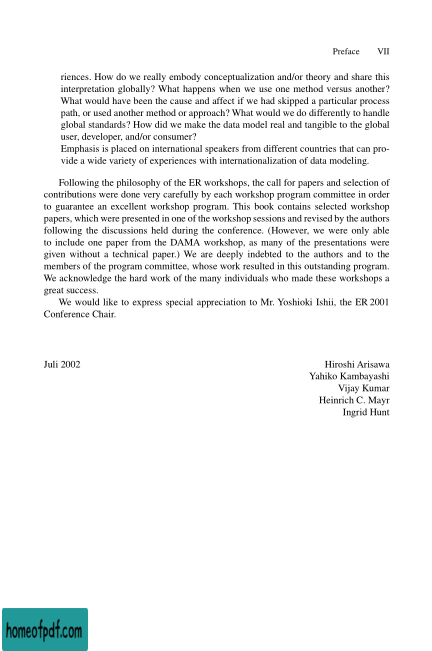 Preface VII
riences. How do we really embody conceptualization and/or theory and share this
interpretation globally? What happens when we use one method versus another?
What would have been the cause and affect if we had skipped a particular process
path, or used another method or approach? What would we do differently to handle
global standards? How did we make the data model real and tangible to the global
user, developer, and/or consumer?
Emphasis is placed on international speakers from different countries that can pro-
vide a wide variety of experiences with internationalization of data modeling.
Following the philosophy of the ER workshops, the call for papers and selection of
contributions were done very carefully by each workshop program committee in order
to guarantee an excellent workshop program. This book contains selected workshop
papers, which were presented in one of the workshop sessions and revised by the authors
following the discussions held during the conference. (However, we were only able
to include one paper from the DAMA workshop, as many of the presentations were
given without a technical paper.) We are deeply indebted to the authors and to the
members of the program committee, whose work resulted in this outstanding program.
We acknowledge the hard work of the many individuals who made these workshops a
great success.
We would like to express special appreciation to Mr. Yoshioki Ishii, the ER 2001
Conference Chair.
Juli 2002 Hiroshi Arisawa
Yahiko Kambayashi
Vijay Kumar
Heinrich C. Mayr
Ingrid Hunt
homeofpdf.com